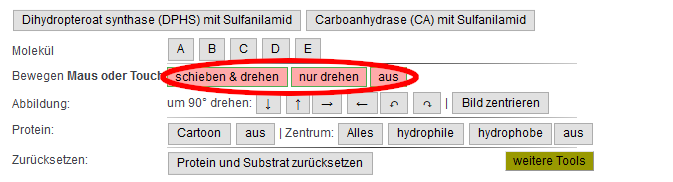 Dihydropteroat synthase (DPHS) mit Sulfanilamid Carboanhydrase (CA) mit Sulfanilamid
Molekül A B C D E
Bewegen Maus oder Touch schieben & drehen nur drehen aus
Abbildung: um 90° drehen: ↓ ↑ → ← ↶ ↷ | Bild zentrieren
Protein: Cartoon aus | Zentrum: Alles hydrophile hydrophobe aus
Zurücksetzen: Protein und Substrat zurücksetzen weitere Tools